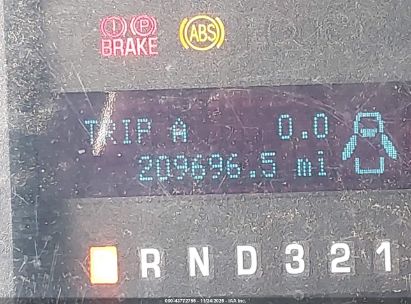 BRAKE ABS
TRIP A 0.0
209696.5 mi
R N D 3 2 1